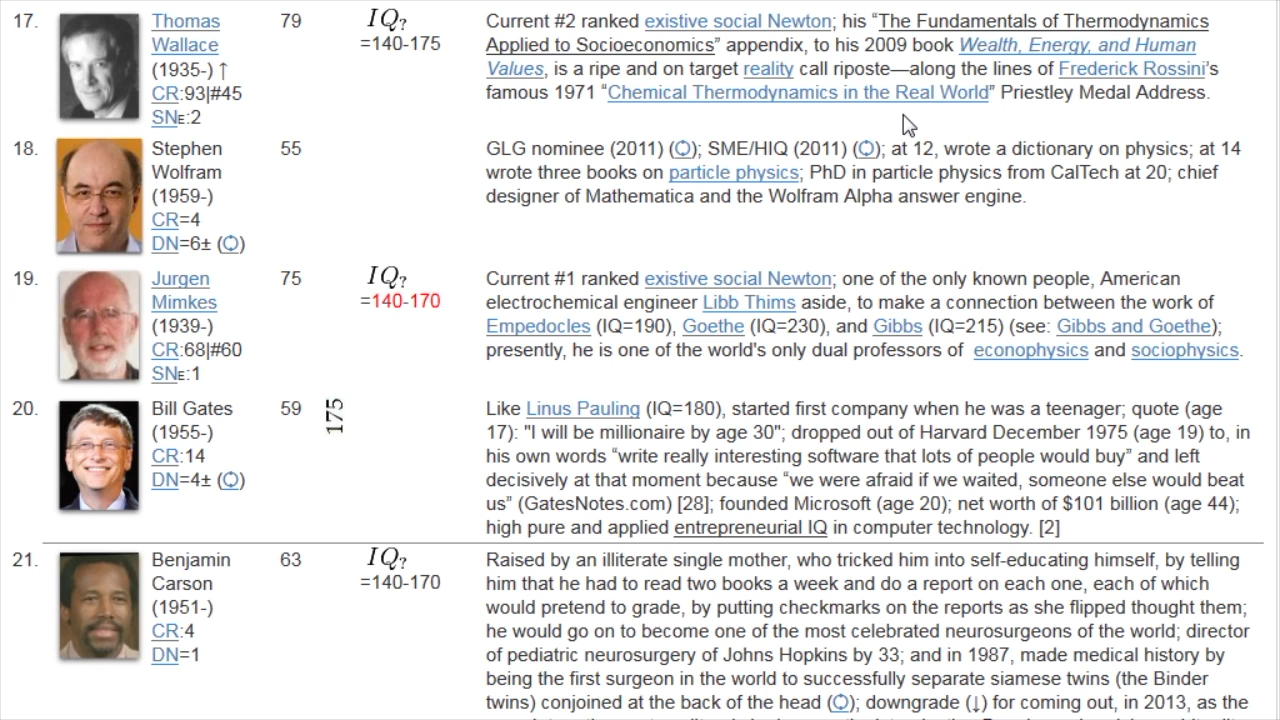 17.
Thomas
Wallace
(1935-) ↑
CR:93|#45
SNE:2
79
IQ?
=140-175
Current #2 ranked existive social Newton; his “The Fundamentals of Thermodynamics
Applied to Socioeconomics” appendix, to his 2009 book Wealth, Energy, and Human
Values, is a ripe and on target reality call riposte—along the lines of Frederick Rossini’s
famous 1971 “Chemical Thermodynamics in the Real World” Priestley Medal Address.
18.
Stephen
Wolfram
(1959-)
CR=4
DN=6± (↻)
55
GLG nominee (2011) (↻); SME/HIQ (2011) (↻); at 12, wrote a dictionary on physics; at 14
wrote three books on particle physics; PhD in particle physics from CalTech at 20; chief
designer of Mathematica and the Wolfram Alpha answer engine.
19.
Jurgen
Mimkes
(1939-)
CR:68|#60
SNE:1
75
IQ?
=140-170
Current #1 ranked existive social Newton; one of the only known people, American
electrochemical engineer Libb Thims aside, to make a connection between the work of
Empedocles (IQ=190), Goethe (IQ=230), and Gibbs (IQ=215) (see: Gibbs and Goethe);
presently, he is one of the world's only dual professors of econophysics and sociophysics.
20.
Bill Gates
(1955-)
CR:14
DN=4± (↻)
59
175
Like Linus Pauling (IQ=180), started first company when he was a teenager; quote (age
17): "I will be millionaire by age 30"; dropped out of Harvard December 1975 (age 19) to, in
his own words “write really interesting software that lots of people would buy” and left
decisively at that moment because “we were afraid if we waited, someone else would beat
us” (GatesNotes.com) [28]; founded Microsoft (age 20); net worth of $101 billion (age 44);
high pure and applied entrepreneurial IQ in computer technology. [2]
21.
Benjamin
Carson
(1951-)
CR:4
DN=1
63
IQ?
=140-170
Raised by an illiterate single mother, who tricked him into self-educating himself, by telling
him that he had to read two books a week and do a report on each one, each of which
would pretend to grade, by putting checkmarks on the reports as she flipped thought them;
he would go on to become one of the most celebrated neurosurgeons of the world; director
of pediatric neurosurgery of Johns Hopkins by 33; and in 1987, made medical history by
being the first surgeon in the world to successfully separate siamese twins (the Binder
twins) conjoined at the back of the head (↻); downgrade (↓) for coming out, in 2013, as the